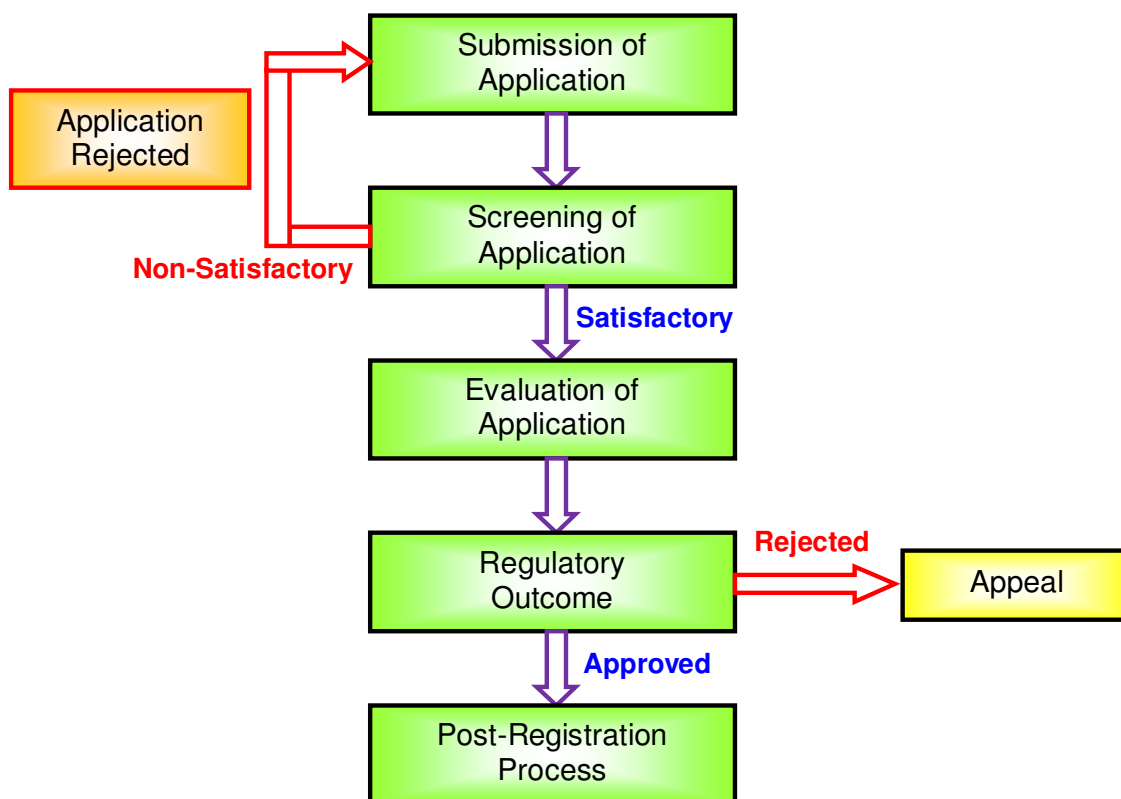 Submission of
Application
Application
Rejected
Screening of
Application
Non-Satisfactory
Satisfactory
Evaluation of
Application
Regulatory
Outcome
Rejected
Appeal
Approved
Post-Registration
Process